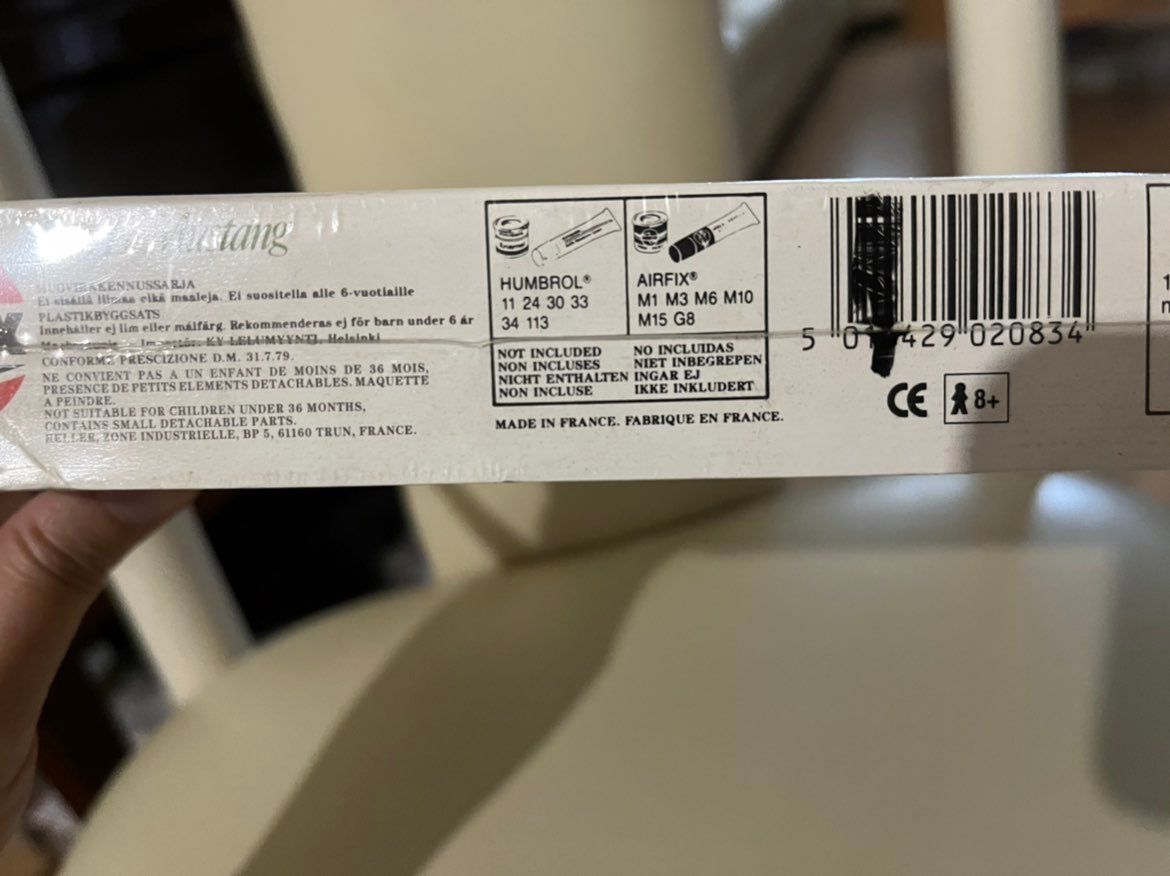 Mustang
MUOVIRAKENNUSSARJA
Ei sisällä liimaa eikä maaleja. Ei suositella alle 6-vuotiaille
PLASTIKBYGGSATS
Innehåller ej lim eller målfärg. Rekommenderas ej för barn under 6 år
KY LELUMYYNTI, Helsinki
CONFORME PRESCIZIONE D.M. 31.7.79.
NE CONVIENT PAS A UN ENFANT DE MOINS DE 36 MOIS,
PRESENCE DE PETITS ELEMENTS DETACHABLES. MAQUETTE
A PEINDRE.
NOT SUITABLE FOR CHILDREN UNDER 36 MONTHS,
CONTAINS SMALL DETACHABLE PARTS.
HELLER, ZONE INDUSTRIELLE, BP 5, 61160 TRUN, FRANCE.
HUMBROL®
11 24 30 33
34 113
AIRFIX®
M1 M3 M6 M10
M15 G8
NOT INCLUDED
NON INCLUSES
NICHT ENTHALTEN
NON INCLUSE
NO INCLUIDAS
NIET INBEGREPEN
INGAR EJ
IKKE INKLUDERT
MADE IN FRANCE. FABRIQUE EN FRANCE.
429 020834
CE
8+